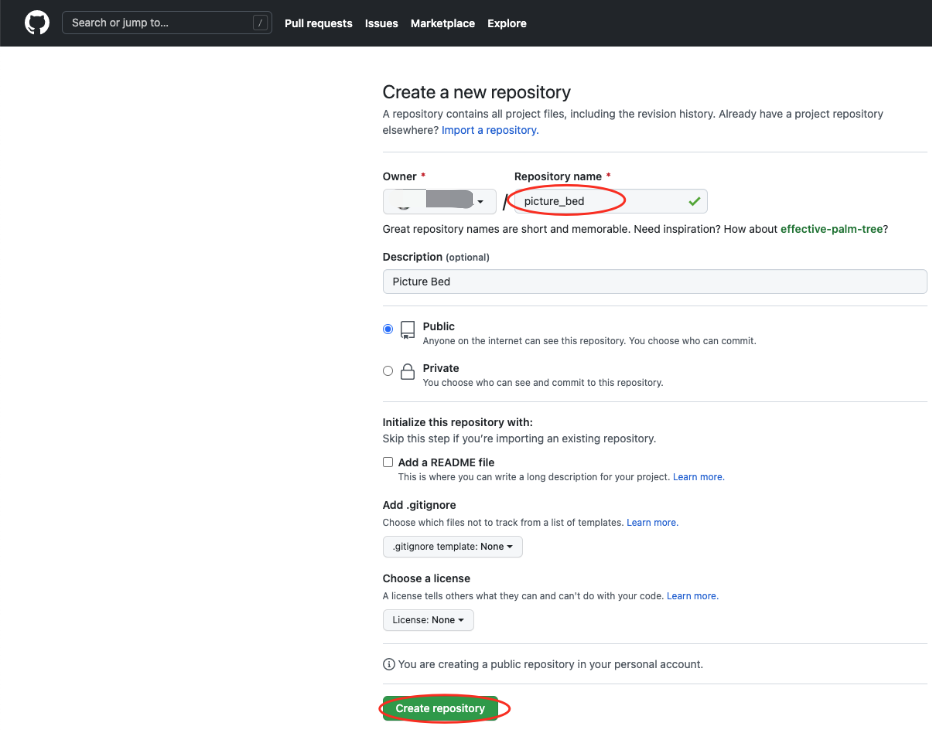 Search or jump to... / Pull requests Issues Marketplace Explore
Create a new repository
A repository contains all project files, including the revision history. Already have a project repository
elsewhere? Import a repository.
Owner * Repository name *
/ picture_bed
Great repository names are short and memorable. Need inspiration? How about effective-palm-tree?
Description (optional)
Picture Bed
Public
Anyone on the internet can see this repository. You choose who can commit.
Private
You choose who can see and commit to this repository.
Initialize this repository with:
Skip this step if you're importing an existing repository.
Add a README file
This is where you can write a long description for your project. Learn more.
Add .gitignore
Choose which files not to track from a list of templates. Learn more.
.gitignore template: None
Choose a license
A license tells others what they can and can't do with your code. Learn more.
License: None
You are creating a public repository in your personal account.
Create repository